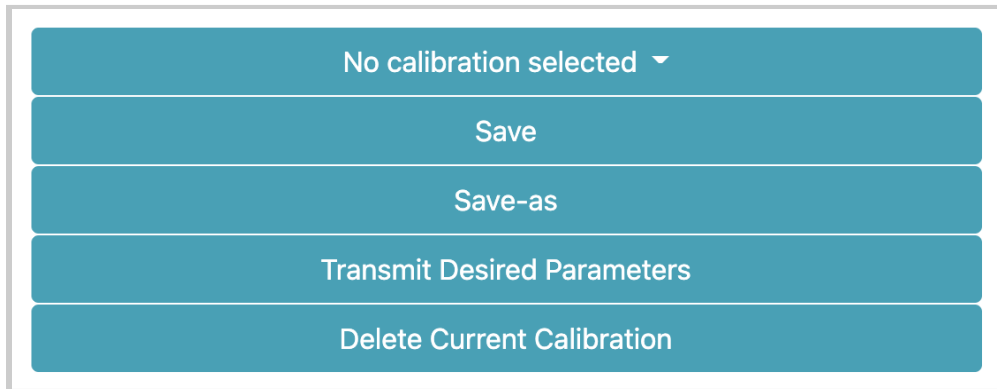 No calibration selected
Save
Save-as
Transmit Desired Parameters
Delete Current Calibration